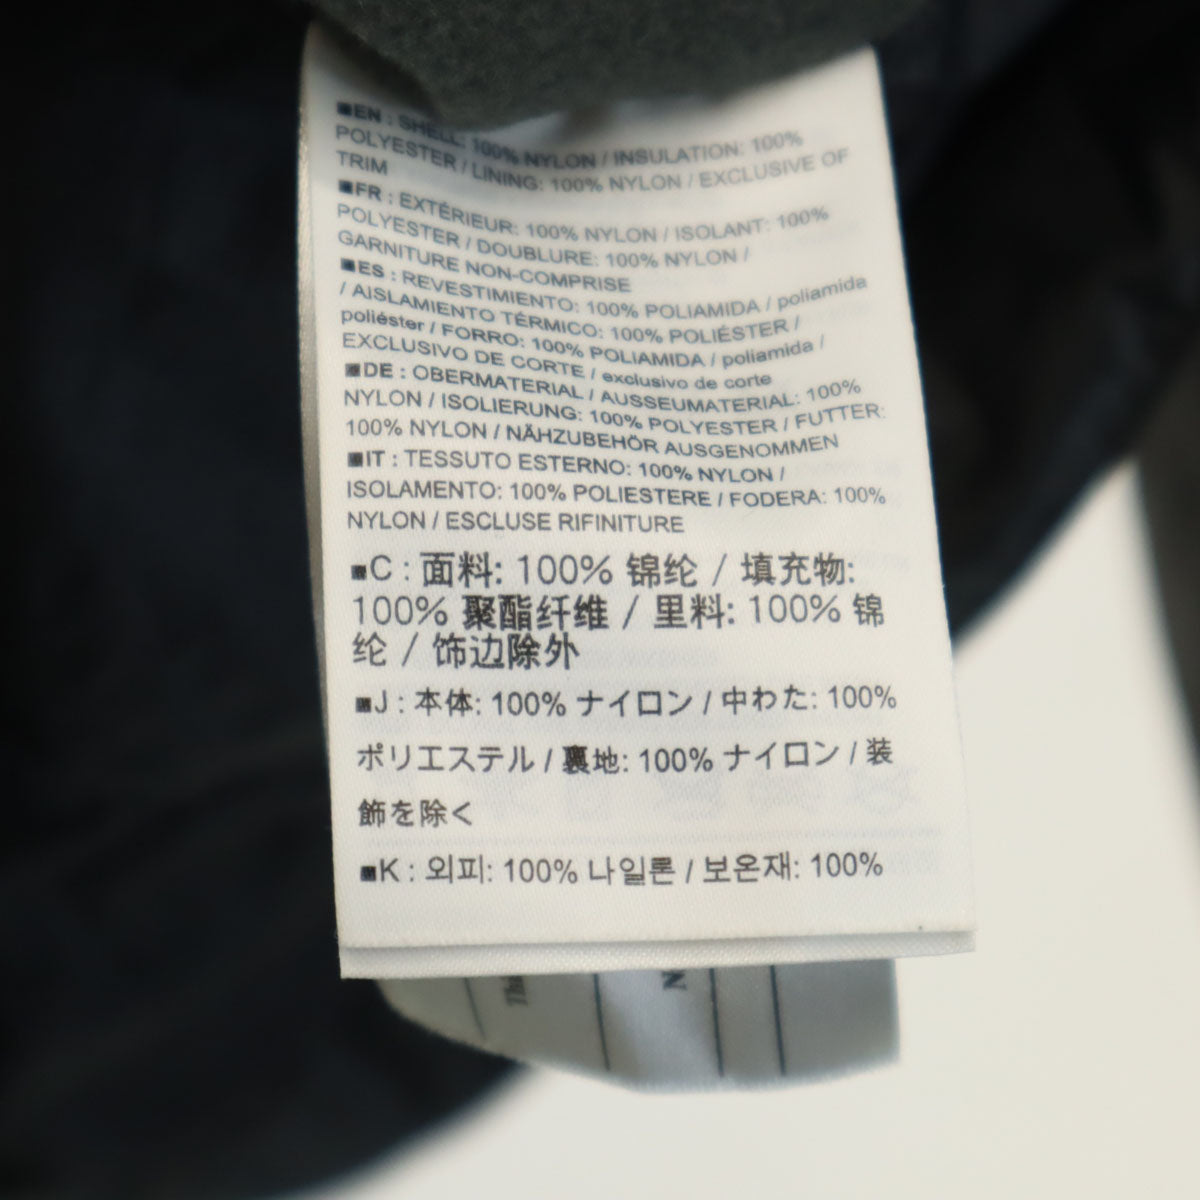 ■EN : SHELL: 100% NYLON / INSULATION: 100%
POLYESTER / LINING: 100% NYLON / EXCLUSIVE OF
TRIM
■FR : EXTÉRIEUR: 100% NYLON / ISOLANT: 100%
POLYESTER / DOUBLURE: 100% NYLON /
GARNITURE NON-COMPRISE
■ES : REVESTIMIENTO: 100% POLIAMIDA / poliamida
/ AISLAMIENTO TÉRMICO: 100% POLIÉSTER /
poliéster / FORRO: 100% POLIAMIDA / poliamida /
EXCLUSIVO DE CORTE / exclusivo de corte
■DE : OBERMATERIAL / AUSSEUMATERIAL: 100%
NYLON / ISOLIERUNG: 100% POLYESTER / FUTTER:
100% NYLON / NÄHZUBEHÖR AUSGENOMMEN
■IT : TESSUTO ESTERNO: 100% NYLON /
ISOLAMENTO: 100% POLIESTERE / FODERA: 100%
NYLON / ESCLUSE RIFINITURE
■C : 面料: 100% 锦纶 / 填充物:
100% 聚酯纤维 / 里料: 100% 锦
纶 / 饰边除外
■J : 本体: 100% ナイロン / 中わた: 100%
ポリエステル / 裏地: 100% ナイロン / 装
飾を除く
■K : 외피: 100% 나일론 / 보온재: 100%